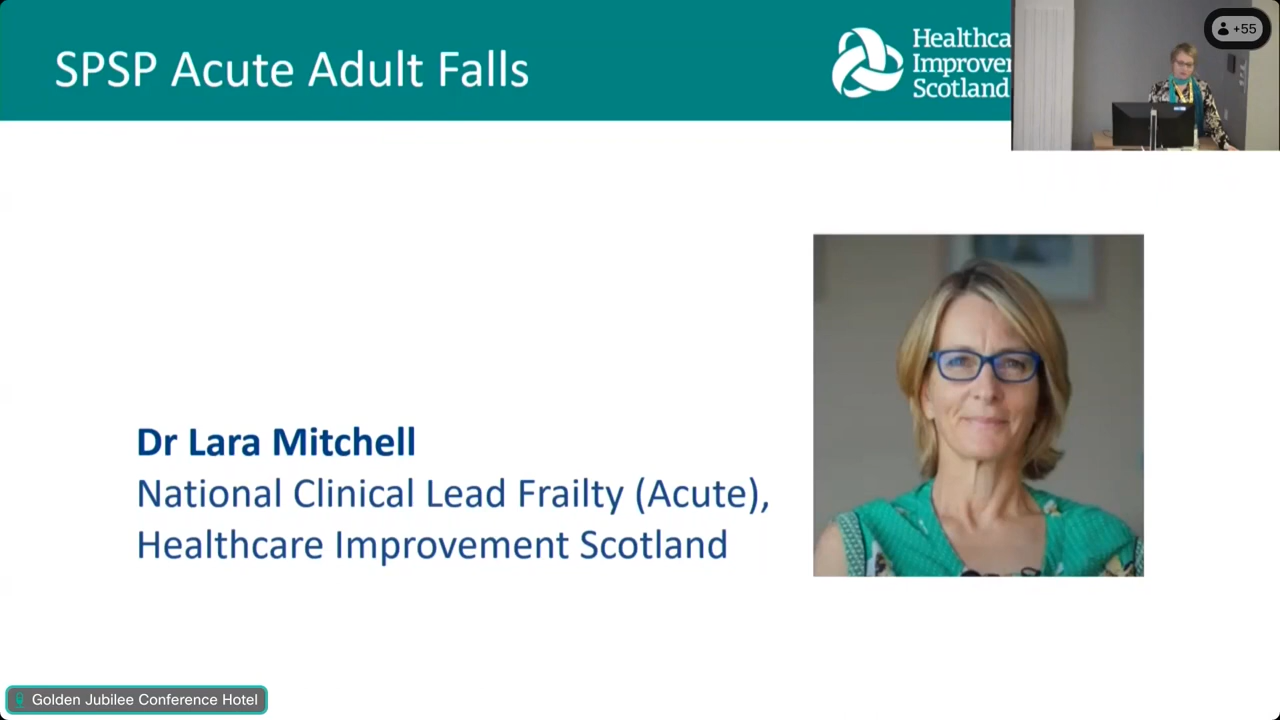 SPSP Acute Adult Falls
Healthca
Improve
Scotland
+55
Dr Lara Mitchell
National Clinical Lead Frailty (Acute),
Healthcare Improvement Scotland
Golden Jubilee Conference Hotel